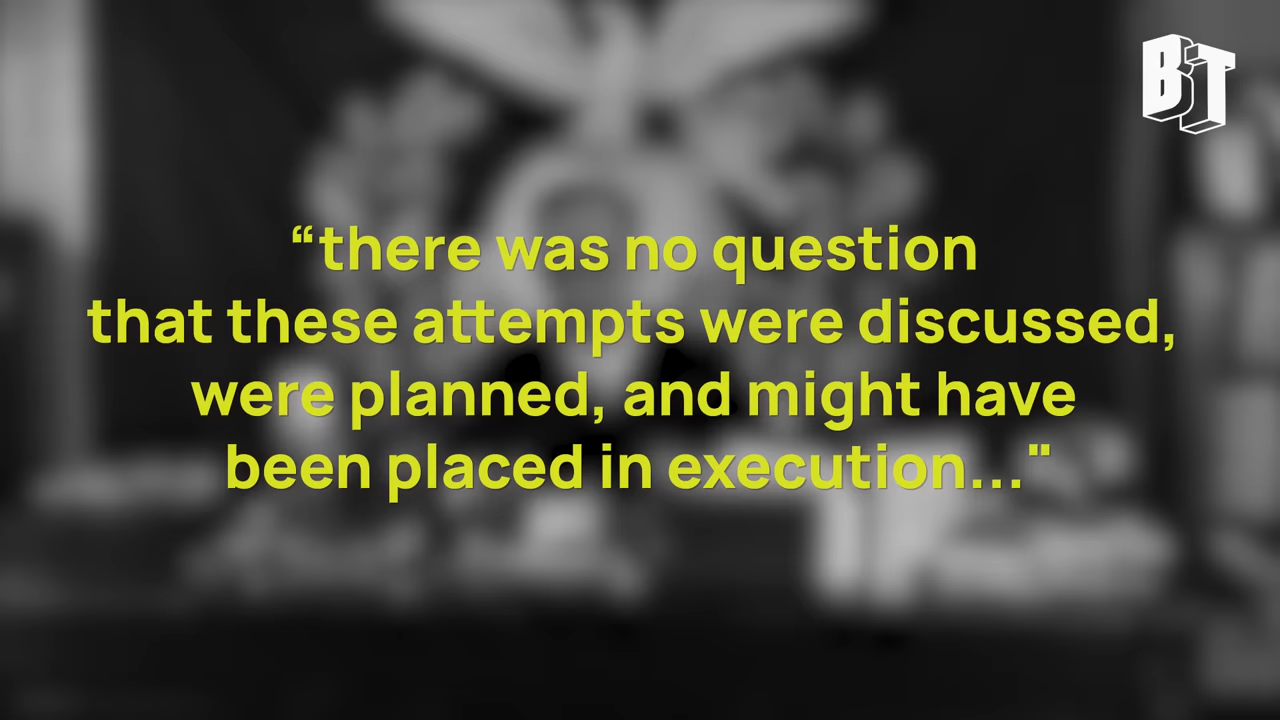 BT
“there was no question
that these attempts were discussed,
were planned, and might have
been placed in execution..."